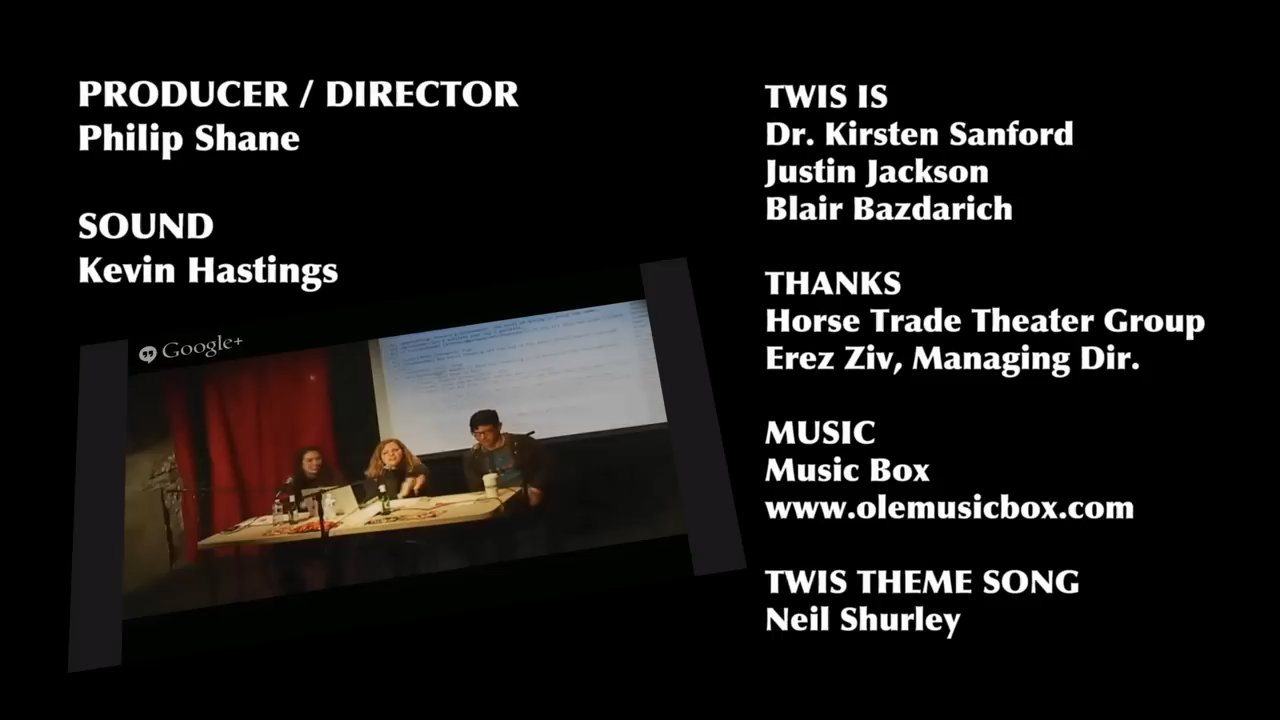 PRODUCER / DIRECTOR
Philip Shane
SOUND
Kevin Hastings
Google+
TWIS IS
Dr. Kirsten Sanford
Justin Jackson
Blair Bazdarich
THANKS
Horse Trade Theater Group
Erez Ziv, Managing Dir.
MUSIC
Music Box
www.olemusicbox.com
TWIS THEME SONG
Neil Shurley